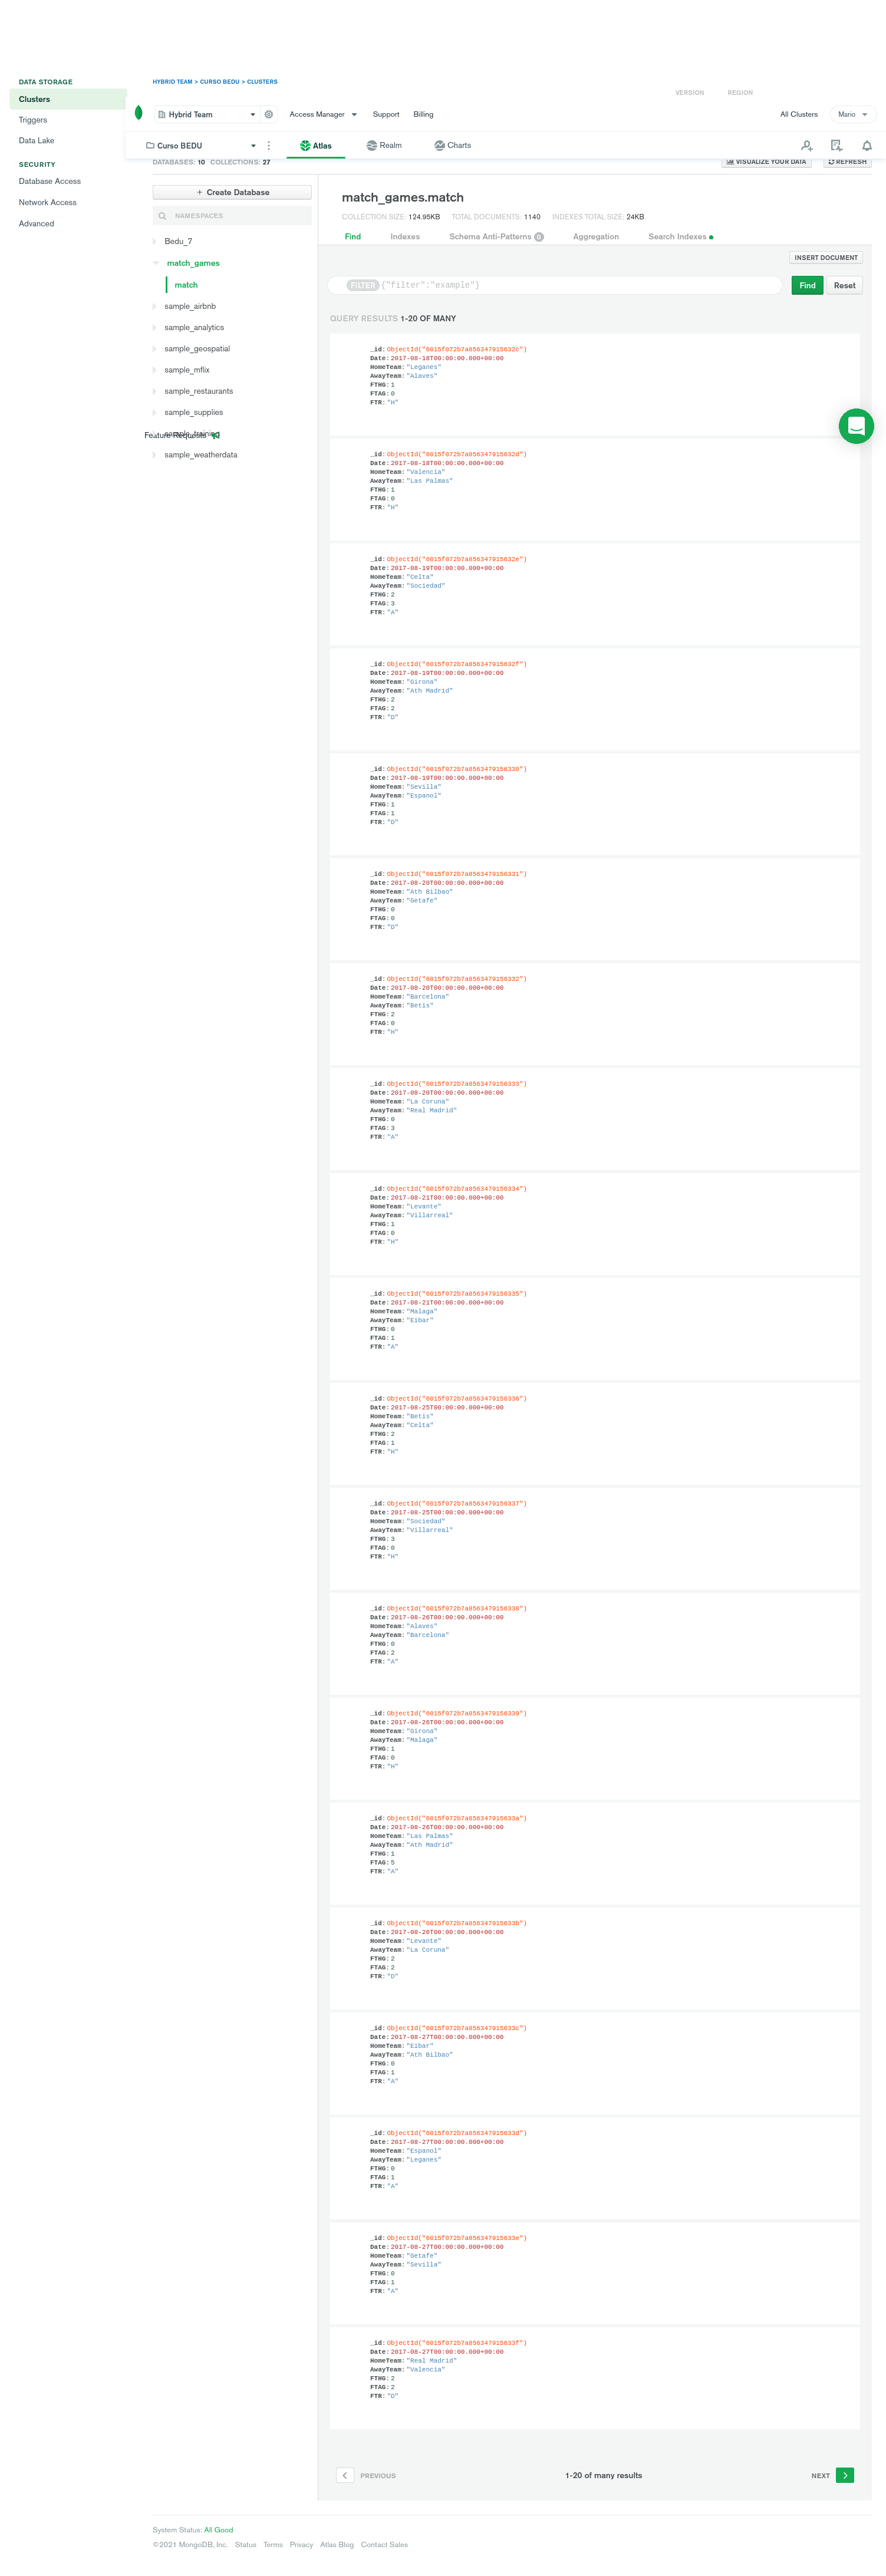 DATA STORAGE
Clusters
Triggers
Data Lake
SECURITY
Database Access
Network Access
Advanced
HYBRID TEAM > CURSO BEDU > CLUSTERS
VERSION REGION
Hybrid Team Access Manager Support Billing All Clusters Mario
Curso BEDU Atlas Realm Charts
DATABASES: 10 COLLECTIONS: 27 VISUALIZE YOUR DATA REFRESH
+ Create Database
NAMESPACES
Bedu_7
match_games
match
sample_airbnb
sample_analytics
sample_geospatial
sample_mflix
sample_restaurants
sample_supplies
sample_training
Feature Requests
sample_weatherdata
match_games.match
COLLECTION SIZE: 124.95KB TOTAL DOCUMENTS: 1140 INDEXES TOTAL SIZE: 24KB
Find Indexes Schema Anti-Patterns 0 Aggregation Search Indexes
INSERT DOCUMENT
FILTER {"filter":"example"} Find Reset
QUERY RESULTS 1-20 OF MANY
_id: ObjectId("6015f072b7a856347915632c")
Date: 2017-08-18T00:00:00.000+00:00
HomeTeam: "Leganes"
AwayTeam: "Alaves"
FTHG: 1
FTAG: 0
FTR: "H"
_id: ObjectId("6015f072b7a856347915632d")
Date: 2017-08-18T00:00:00.000+00:00
HomeTeam: "Valencia"
AwayTeam: "Las Palmas"
FTHG: 1
FTAG: 0
FTR: "H"
_id: ObjectId("6015f072b7a856347915632e")
Date: 2017-08-19T00:00:00.000+00:00
HomeTeam: "Celta"
AwayTeam: "Sociedad"
FTHG: 2
FTAG: 3
FTR: "A"
_id: ObjectId("6015f072b7a856347915632f")
Date: 2017-08-19T00:00:00.000+00:00
HomeTeam: "Girona"
AwayTeam: "Ath Madrid"
FTHG: 2
FTAG: 2
FTR: "D"
_id: ObjectId("6015f072b7a8563479156330")
Date: 2017-08-19T00:00:00.000+00:00
HomeTeam: "Sevilla"
AwayTeam: "Espanol"
FTHG: 1
FTAG: 1
FTR: "D"
_id: ObjectId("6015f072b7a8563479156331")
Date: 2017-08-20T00:00:00.000+00:00
HomeTeam: "Ath Bilbao"
AwayTeam: "Getafe"
FTHG: 0
FTAG: 0
FTR: "D"
_id: ObjectId("6015f072b7a8563479156332")
Date: 2017-08-20T00:00:00.000+00:00
HomeTeam: "Barcelona"
AwayTeam: "Betis"
FTHG: 2
FTAG: 0
FTR: "H"
_id: ObjectId("6015f072b7a8563479156333")
Date: 2017-08-20T00:00:00.000+00:00
HomeTeam: "La Coruna"
AwayTeam: "Real Madrid"
FTHG: 0
FTAG: 3
FTR: "A"
_id: ObjectId("6015f072b7a8563479156334")
Date: 2017-08-21T00:00:00.000+00:00
HomeTeam: "Levante"
AwayTeam: "Villarreal"
FTHG: 1
FTAG: 0
FTR: "H"
_id: ObjectId("6015f072b7a8563479156335")
Date: 2017-08-21T00:00:00.000+00:00
HomeTeam: "Malaga"
AwayTeam: "Eibar"
FTHG: 0
FTAG: 1
FTR: "A"
_id: ObjectId("6015f072b7a8563479156336")
Date: 2017-08-25T00:00:00.000+00:00
HomeTeam: "Betis"
AwayTeam: "Celta"
FTHG: 2
FTAG: 1
FTR: "H"
_id: ObjectId("6015f072b7a8563479156337")
Date: 2017-08-25T00:00:00.000+00:00
HomeTeam: "Sociedad"
AwayTeam: "Villarreal"
FTHG: 3
FTAG: 0
FTR: "H"
_id: ObjectId("6015f072b7a8563479156338")
Date: 2017-08-26T00:00:00.000+00:00
HomeTeam: "Alaves"
AwayTeam: "Barcelona"
FTHG: 0
FTAG: 2
FTR: "A"
_id: ObjectId("6015f072b7a8563479156339")
Date: 2017-08-26T00:00:00.000+00:00
HomeTeam: "Girona"
AwayTeam: "Malaga"
FTHG: 1
FTAG: 0
FTR: "H"
_id: ObjectId("6015f072b7a856347915633a")
Date: 2017-08-26T00:00:00.000+00:00
HomeTeam: "Las Palmas"
AwayTeam: "Ath Madrid"
FTHG: 1
FTAG: 5
FTR: "A"
_id: ObjectId("6015f072b7a856347915633b")
Date: 2017-08-26T00:00:00.000+00:00
HomeTeam: "Levante"
AwayTeam: "La Coruna"
FTHG: 2
FTAG: 2
FTR: "D"
_id: ObjectId("6015f072b7a856347915633c")
Date: 2017-08-27T00:00:00.000+00:00
HomeTeam: "Eibar"
AwayTeam: "Ath Bilbao"
FTHG: 0
FTAG: 1
FTR: "A"
_id: ObjectId("6015f072b7a856347915633d")
Date: 2017-08-27T00:00:00.000+00:00
HomeTeam: "Espanol"
AwayTeam: "Leganes"
FTHG: 0
FTAG: 1
FTR: "A"
_id: ObjectId("6015f072b7a856347915633e")
Date: 2017-08-27T00:00:00.000+00:00
HomeTeam: "Getafe"
AwayTeam: "Sevilla"
FTHG: 0
FTAG: 1
FTR: "A"
_id: ObjectId("6015f072b7a856347915633f")
Date: 2017-08-27T00:00:00.000+00:00
HomeTeam: "Real Madrid"
AwayTeam: "Valencia"
FTHG: 2
FTAG: 2
FTR: "D"
PREVIOUS 1-20 of many results NEXT
System Status: All Good
©2021 MongoDB, Inc. Status Terms Privacy Atlas Blog Contact Sales